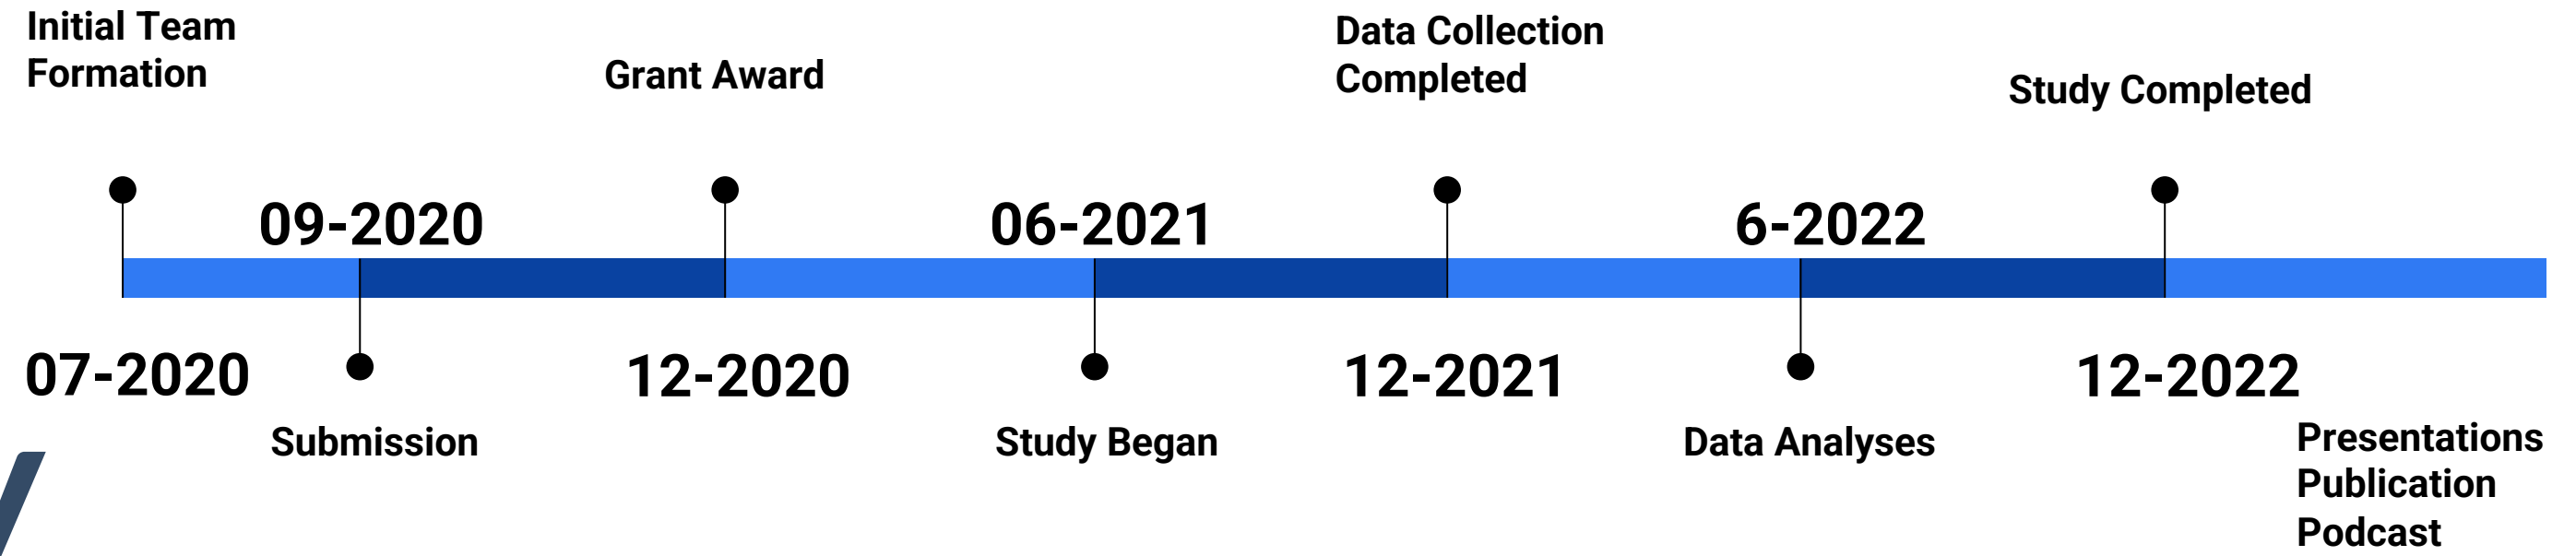 Initial Team
Formation
Grant Award
Data Collection
Completed
Study Completed
09-2020
06-2021
6-2022
07-2020
12-2020
12-2021
12-2022
Submission
Study Began
Data Analyses
Presentations
Publication
Podcast